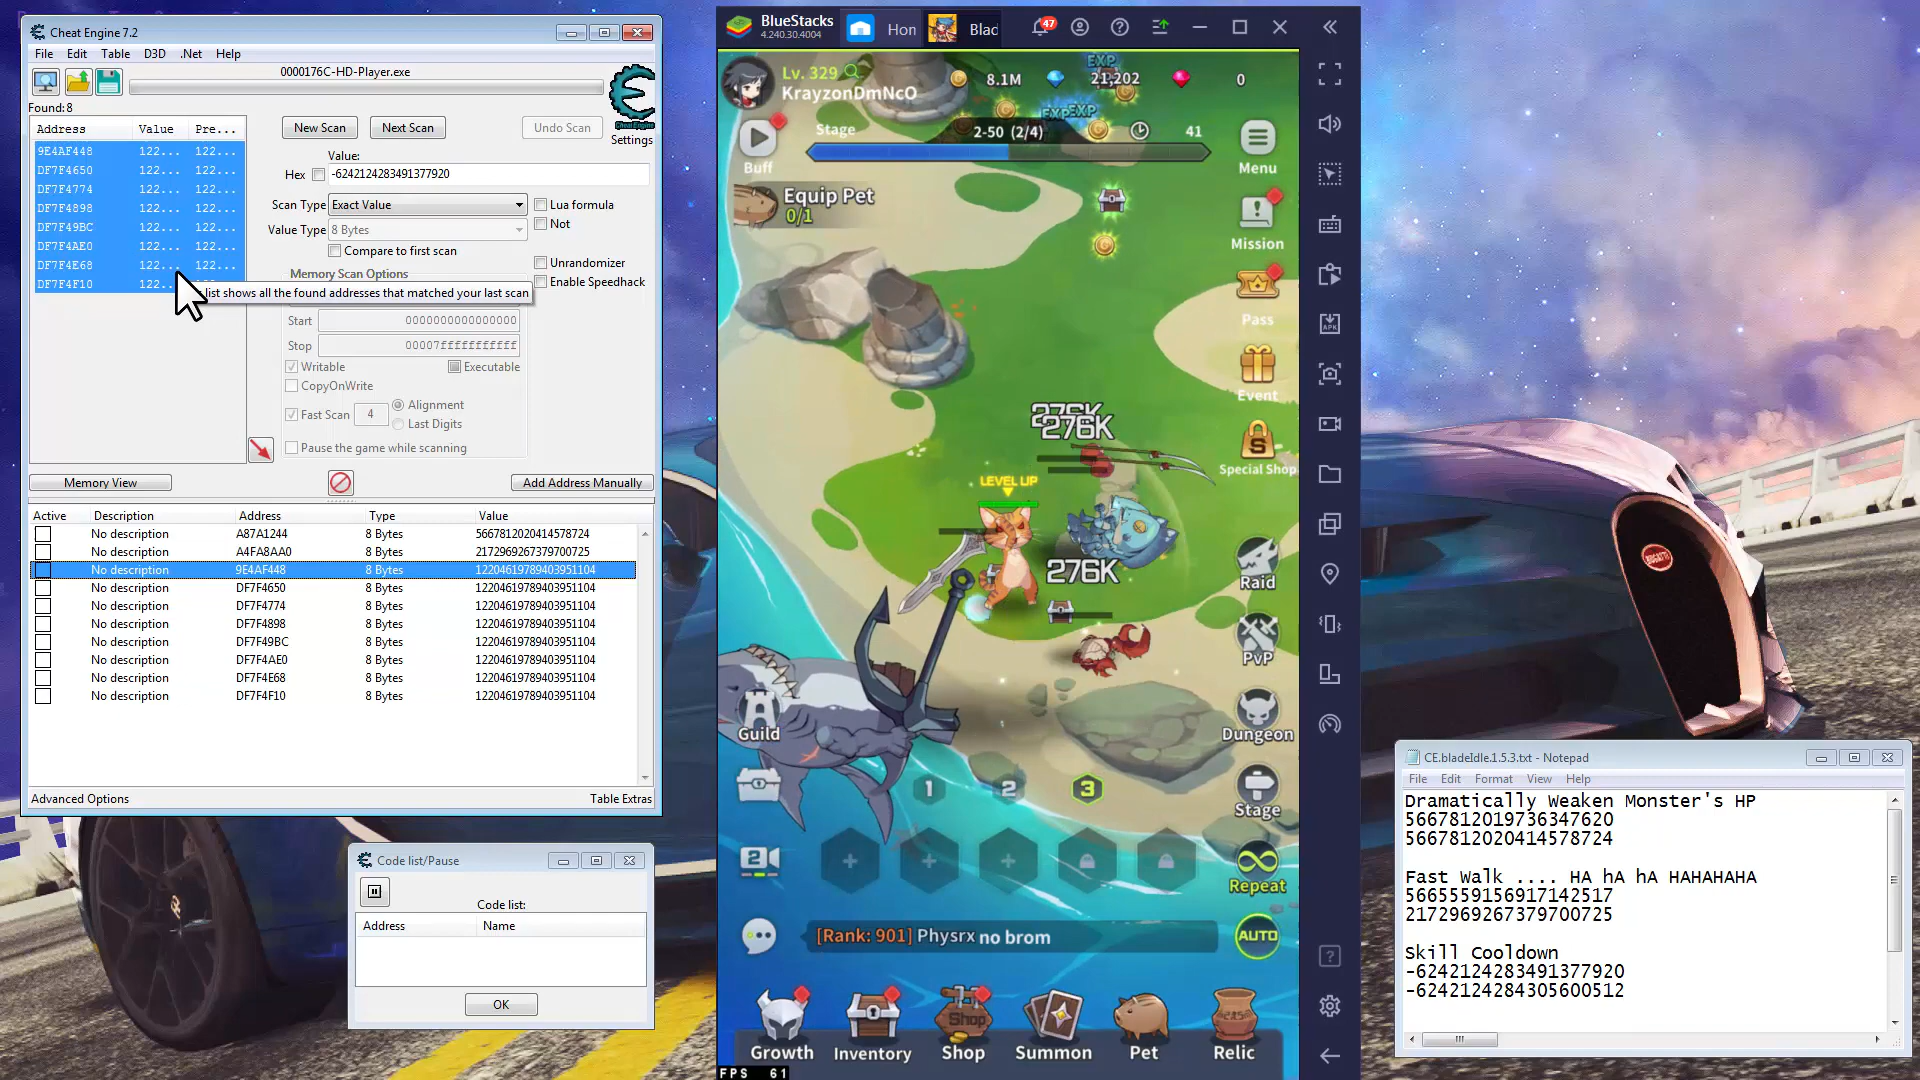 Cheat Engine 7.2
File Edit Table D3D .Net Help
0000176C-HD-Player.exe
Found:8
Address Value Pre...
9E4AF448 122... 122...
DF7F4650 122... 122...
DF7F4774 122... 122...
DF7F4898 122... 122...
DF7F49BC 122... 122...
DF7F4AE0 122... 122...
DF7F4E68 122... 122...
DF7F4F10 122...
list shows all the found addresses that matched your last scan
New Scan Next Scan Undo Scan
Cheat Engine
Settings
Value:
Hex -6242124283491377920
Scan Type Exact Value
Lua formula
Not
Value Type 8 Bytes
Compare to first scan
Memory Scan Options
Unrandomizer
Enable Speedhack
Start 0000000000000000
Stop 00007fffffffffff
Writable Executable
CopyOnWrite
Fast Scan 4 Alignment
Last Digits
Pause the game while scanning
Memory View Add Address Manually
Active Description Address Type Value
No description A87A1244 8 Bytes 5667812020414578724
No description A4FA8AA0 8 Bytes 2172969267379700725
No description 9E4AF448 8 Bytes 12204619789403951104
No description DF7F4650 8 Bytes 12204619789403951104
No description DF7F4774 8 Bytes 12204619789403951104
No description DF7F4898 8 Bytes 12204619789403951104
No description DF7F49BC 8 Bytes 12204619789403951104
No description DF7F4AE0 8 Bytes 12204619789403951104
No description DF7F4E68 8 Bytes 12204619789403951104
No description DF7F4F10 8 Bytes 12204619789403951104
Advanced Options Table Extras
Code list/Pause
Code list:
Address Name
OK
BlueStacks
4.240.30.4004
Hon
Blad
47
Lv. 329
KrayzonDmNcO
8.1M 21,202 0
EXP
EXP EXP
Stage 2-50 (2/4) 41
Buff
Menu
Equip Pet
0/1
Mission
Pass
Event
Special Shop
276K
276K
LEVEL UP
276K
Raid
PvP
Guild
Dungeon
1 2 3
Stage
2
Repeat
[Rank: 901] Physrx no brom
AUTO
Shop
Growth Inventory Shop Summon Pet Relic
FPS 61
CE.bladeIdle.1.5.3.txt - Notepad
File Edit Format View Help
Dramatically Weaken Monster's HP
5667812019736347620
5667812020414578724
Fast Walk .... HA hA hA HAHAHAHA
5665559156917142517
2172969267379700725
Skill Cooldown
-6242124283491377920
-6242124284305600512